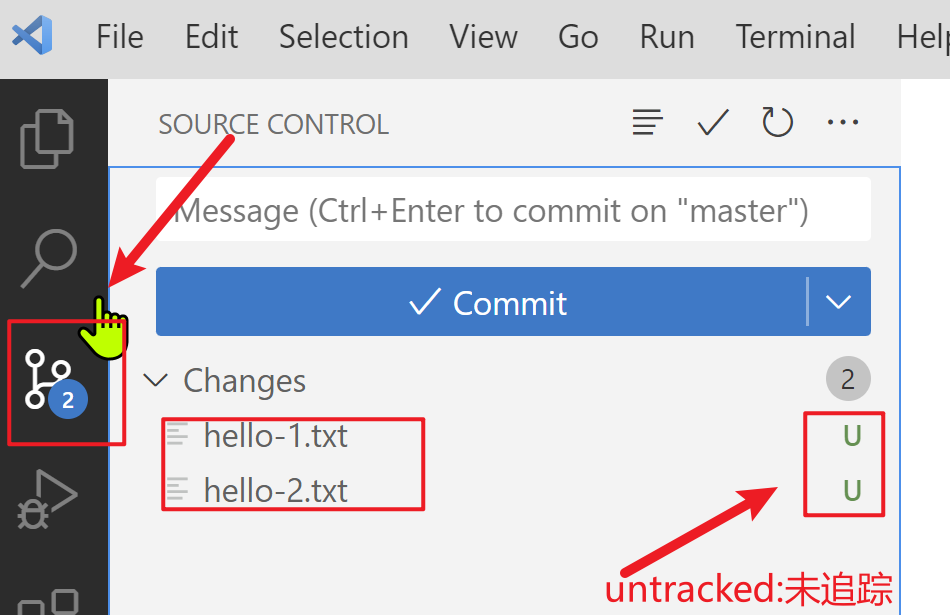 File Edit Selection View Go Run Terminal Help
SOURCE CONTROL
Message (Ctrl+Enter to commit on "master")
Commit
2
Changes 2
hello-1.txt U
hello-2.txt U
untracked:未追踪